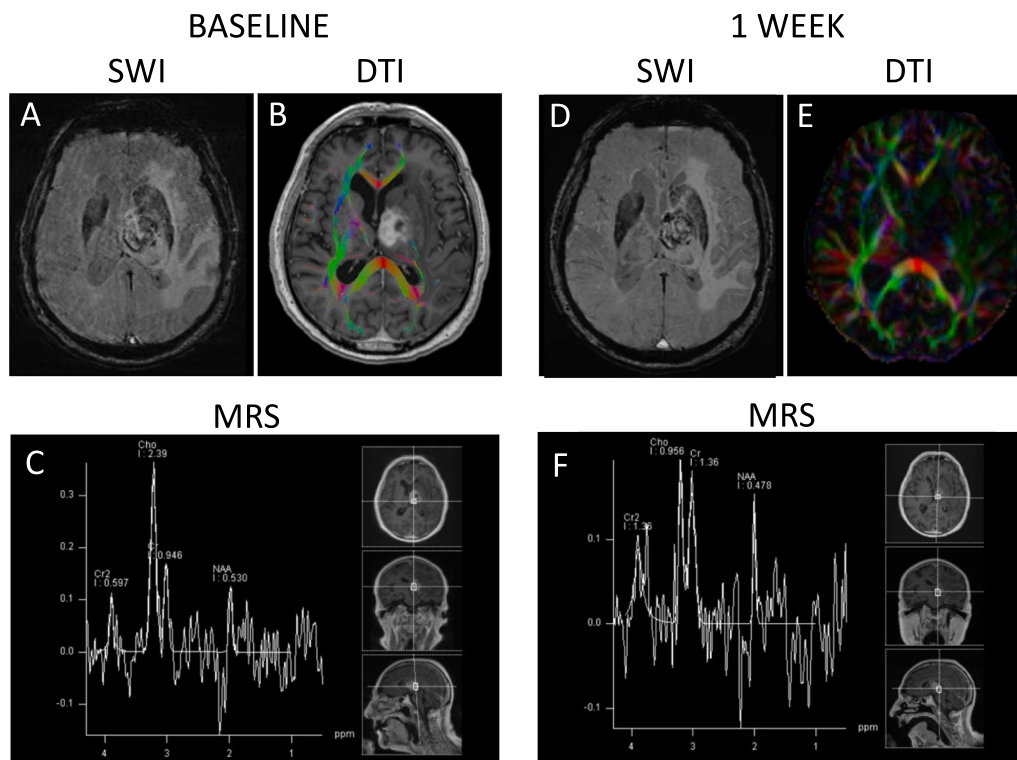 BASELINE
1 WEEK
SWI
DTI
SWI
DTI
A
B
D
E
MRS
MRS
C
Cho
I : 2.39
0.3
0.2
I : 0.946
Cr2
I : 0.597
NAA
I : 0.530
0.1
0.0
-0.1
ppm
4
3
2
1
F
Cho
I : 0.956
Cr
I : 1.36
NAA
I : 0.478
Cr2
I : 1.36
0.1
0.0
-0.1
ppm
4
3
2
1